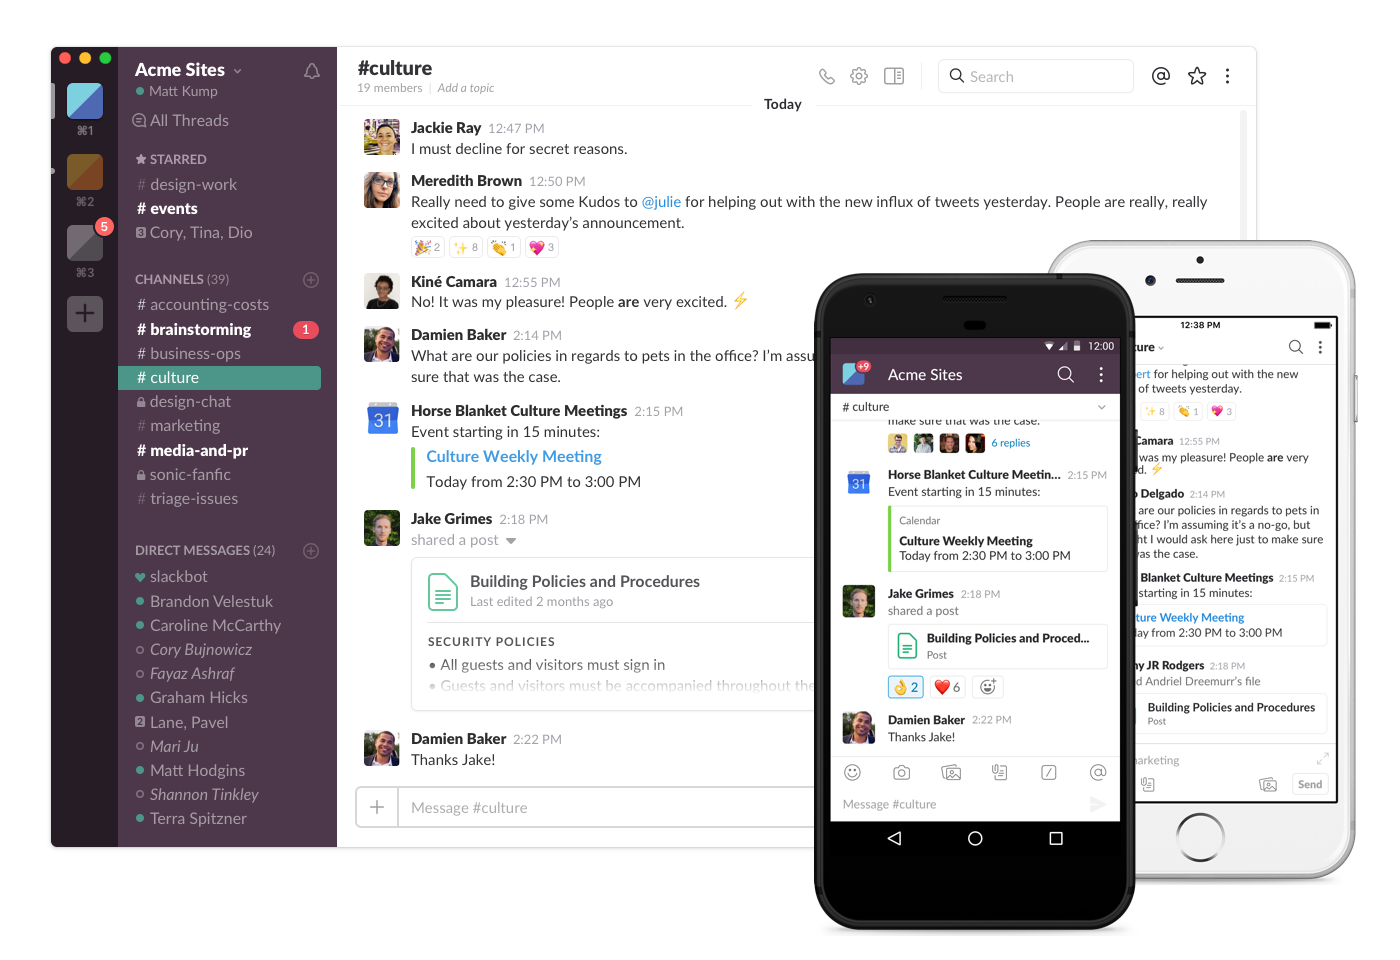 Acme Sites
Matt Kump
All Threads
STARRED
# design-work
# events
3 Cory, Tina, Dio
CHANNELS (39)
# accounting-costs
# brainstorming 1
# business-ops
# culture
design-chat
# marketing
# media-and-pr
sonic-fanfic
# triage-issues
DIRECT MESSAGES (24)
slackbot
Brandon Velestuk
Caroline McCarthy
Cory Bujnowicz
Fayaz Ashraf
Graham Hicks
2 Lane, Pavel
Mari Ju
Matt Hodgins
Shannon Tinkley
Terra Spitzner
⌘1
⌘2
5
⌘3
#culture
19 members | Add a topic
Search
Today
Jackie Ray 12:47 PM
I must decline for secret reasons.
Meredith Brown 12:50 PM
Really need to give some Kudos to @julie for helping out with the new influx of tweets yesterday. People are really, really
excited about yesterday's announcement.
🎉 2 ✨ 8 👏 1 💖 3
Kiné Camara 12:55 PM
No! It was my pleasure! People are very excited. ⚡
Damien Baker 2:14 PM
What are our policies in regards to pets in the office? I'm assu
sure that was the case.
31
Horse Blanket Culture Meetings 2:15 PM
Event starting in 15 minutes:
Culture Weekly Meeting
Today from 2:30 PM to 3:00 PM
Jake Grimes 2:18 PM
shared a post
Building Policies and Procedures
Last edited 2 months ago
SECURITY POLICIES
• All guests and visitors must sign in
• Guests and visitors must be accompanied throughout the
Damien Baker 2:22 PM
Thanks Jake!
Message #culture
12:00
+9
Acme Sites
# culture
make sure that was the case.
6 replies
31
Horse Blanket Culture Meetin... 2:15 PM
Event starting in 15 minutes:
Calendar
Culture Weekly Meeting
Today from 2:30 PM to 3:00 PM
Jake Grimes 2:18 PM
shared a post
Building Policies and Proced...
Post
👌 2 ❤️ 6
Damien Baker 2:22 PM
Thanks Jake!
Message #culture
12:38 PM
ure
ert for helping out with the new
of tweets yesterday.
✨ 8 👏 1 💖 3
Camara 12:55 PM
was my pleasure! People are very
d. ⚡
o Delgado 2:14 PM
are our policies in regards to pets in
fice? I'm assuming it's a no-go, but
ht I would ask here just to make sure
was the case.
Blanket Culture Meetings 2:15 PM
starting in 15 minutes:
ture Weekly Meeting
ay from 2:30 PM to 3:00 PM
ny JR Rodgers 2:18 PM
d Andriel Dreemurr's file
Building Policies and Procedures
Post
arketing
Send